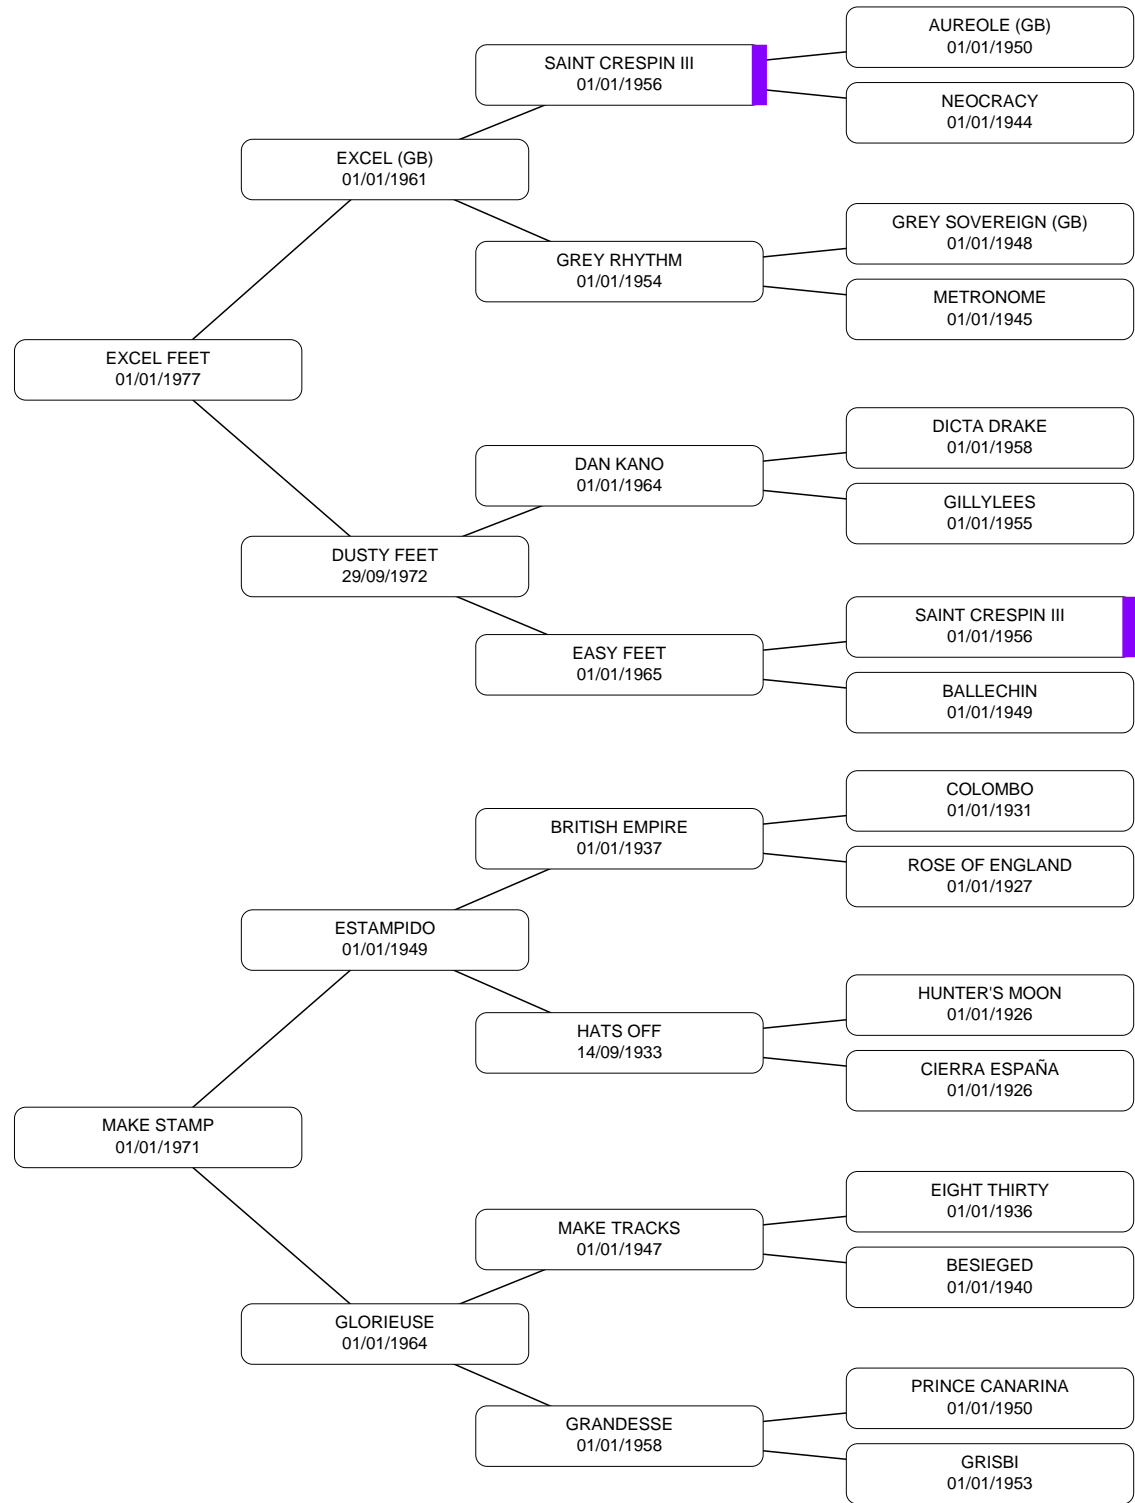 AUREOLE (GB)
01/01/1950
SAINT CRESPIN III
01/01/1956
NEOCRACY
01/01/1944
EXCEL (GB)
01/01/1961
GREY SOVEREIGN (GB)
01/01/1948
GREY RHYTHM
01/01/1954
METRONOME
01/01/1945
EXCEL FEET
01/01/1977
DICTA DRAKE
01/01/1958
DAN KANO
01/01/1964
GILLYLEES
01/01/1955
DUSTY FEET
29/09/1972
SAINT CRESPIN III
01/01/1956
EASY FEET
01/01/1965
BALLECHIN
01/01/1949
COLOMBO
01/01/1931
BRITISH EMPIRE
01/01/1937
ROSE OF ENGLAND
01/01/1927
ESTAMPIDO
01/01/1949
HUNTER'S MOON
01/01/1926
HATS OFF
14/09/1933
CIERRA ESPAÑA
01/01/1926
MAKE STAMP
01/01/1971
EIGHT THIRTY
01/01/1936
MAKE TRACKS
01/01/1947
BESIEGED
01/01/1940
GLORIEUSE
01/01/1964
PRINCE CANARINA
01/01/1950
GRANDESSE
01/01/1958
GRISBI
01/01/1953